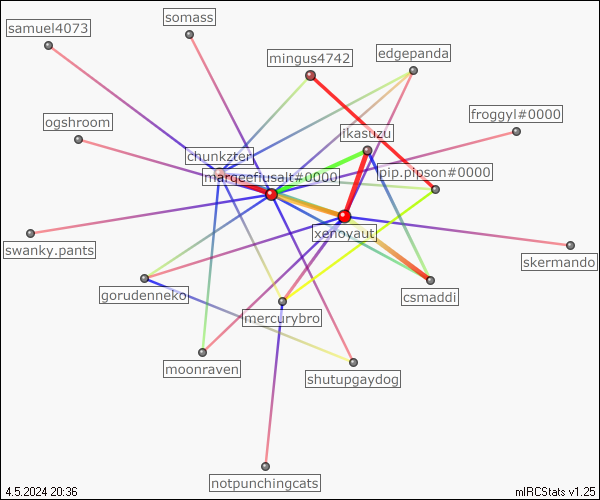 somass
samuel4073
mingus4742
edgepanda
froggyl#0000
ogshroom
ikasuzu
chunkzter
pip.pipson#0000
marqeefusalt#0000
xenoyaut
swanky.pants
skermando
gorudenneko
csmaddi
mercurybro
moonraven
shutupgaydog
notpunchingcats
4.5.2024 20:36
mIRCStats v1.25